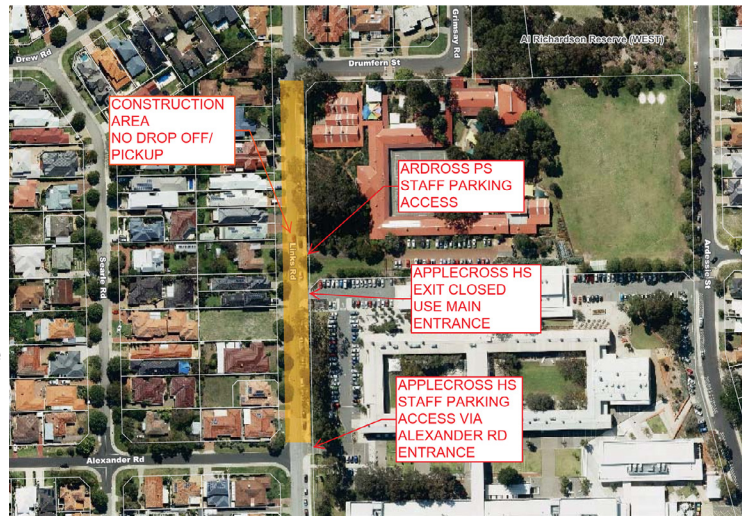 Drew Rd
Grimsay Rd
Drumfern St
Al Richardson Reserve (WEST)
CONSTRUCTION
AREA
NO DROP OFF/
PICKUP
ARDROSS PS
STAFF PARKING
ACCESS
Links Rd
Searle Rd
Ardessie St
APPLECROSS HS
EXIT CLOSED
USE MAIN
ENTRANCE
APPLECROSS HS
STAFF PARKING
ACCESS VIA
ALEXANDER RD
ENTRANCE
Alexander Rd